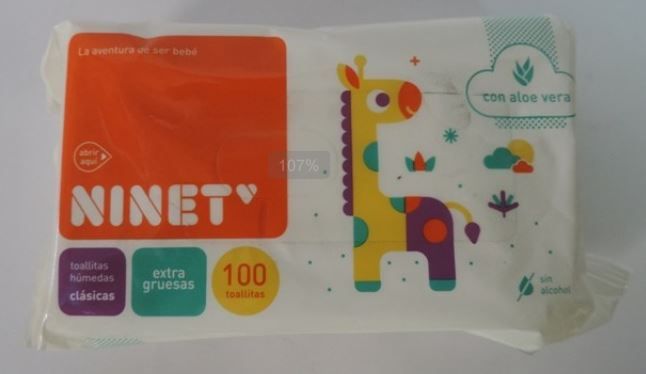 La aventura de ser bebé
abrir
aquí
NINET
toallitas
húmedas
clásicas
extra
gruesas
100
toallitas
con aloe vera
sin
alcohol
107%